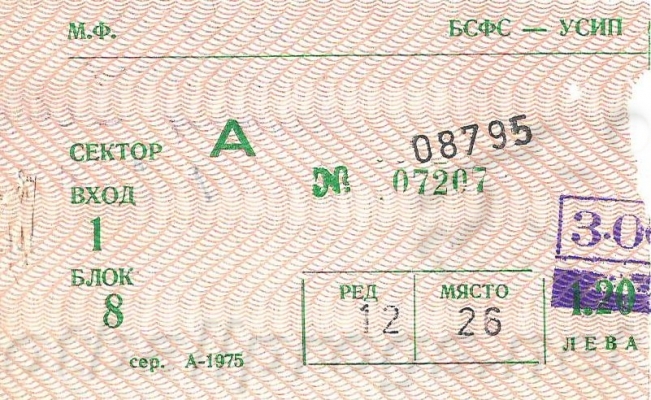 М.Ф. БСФС — УСИП
СЕКТОР А
08795
№ 07207
ВХОД
1
БЛОК
8
РЕД МЯСТО
12 26
1.20
ЛЕВА
сер. А-1975